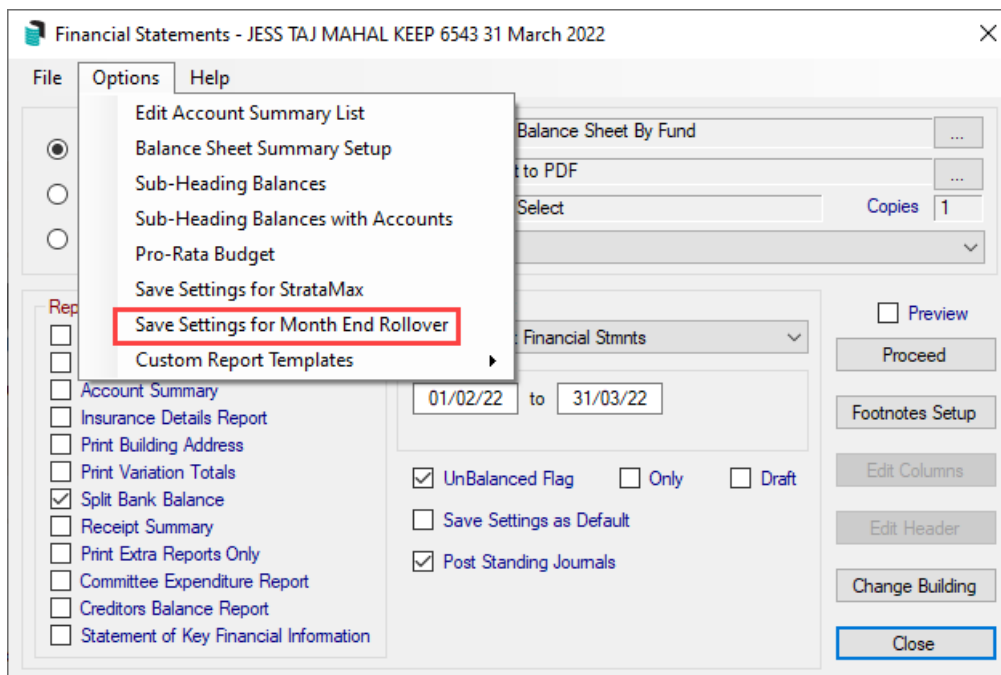 Financial Statements - JESS TAJ MAHAL KEEP 6543 31 March 2022
File Options Help
Edit Account Summary List
Balance Sheet Summary Setup
Sub-Heading Balances
Sub-Heading Balances with Accounts
Pro-Rata Budget
Save Settings for StrataMax
Save Settings for Month End Rollover
Custom Report Templates
Balance Sheet By Fund ...
t to PDF ...
Select Copies 1
Rep
Account Summary
Insurance Details Report
Print Building Address
Print Variation Totals
Split Bank Balance
Receipt Summary
Print Extra Reports Only
Committee Expenditure Report
Creditors Balance Report
Statement of Key Financial Information
: Financial Stmnts
01/02/22 to 31/03/22
UnBalanced Flag Only Draft
Save Settings as Default
Post Standing Journals
Preview
Proceed
Footnotes Setup
Edit Columns
Edit Header
Change Building
Close